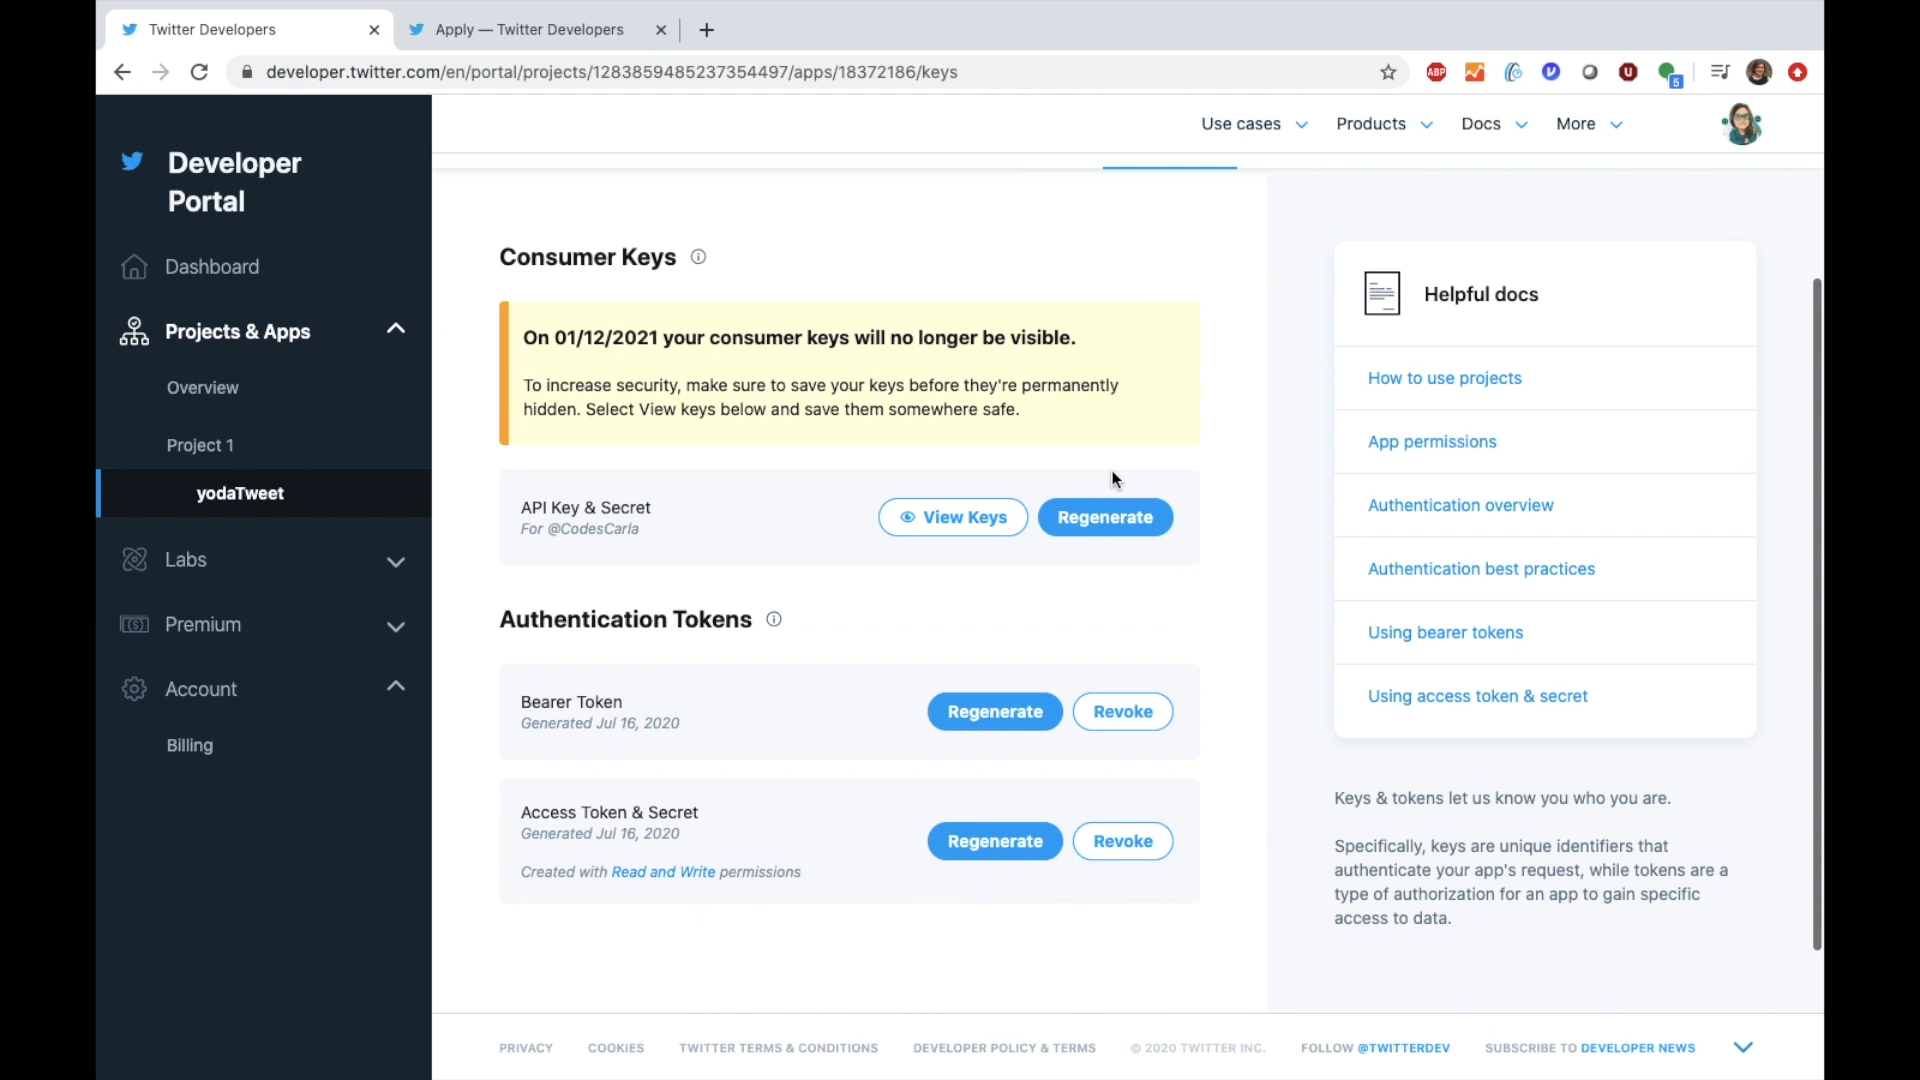 Twitter Developers
Apply — Twitter Developers
developer.twitter.com/en/portal/projects/1283859485237354497/apps/18372186/keys
ABP
5
Use cases
Products
Docs
More
Developer
Portal
Dashboard
Projects & Apps
Overview
Project 1
yodaTweet
Labs
Premium
Account
Billing
Consumer Keys
On 01/12/2021 your consumer keys will no longer be visible.
To increase security, make sure to save your keys before they're permanently
hidden. Select View keys below and save them somewhere safe.
API Key & Secret
For @CodesCarla
View Keys
Regenerate
Authentication Tokens
Bearer Token
Generated Jul 16, 2020
Regenerate
Revoke
Access Token & Secret
Generated Jul 16, 2020
Created with Read and Write permissions
Regenerate
Revoke
Helpful docs
How to use projects
App permissions
Authentication overview
Authentication best practices
Using bearer tokens
Using access token & secret
Keys & tokens let us know you who you are.
Specifically, keys are unique identifiers that
authenticate your app's request, while tokens are a
type of authorization for an app to gain specific
access to data.
PRIVACY
COOKIES
TWITTER TERMS & CONDITIONS
DEVELOPER POLICY & TERMS
© 2020 TWITTER INC.
FOLLOW @TWITTERDEV
SUBSCRIBE TO DEVELOPER NEWS